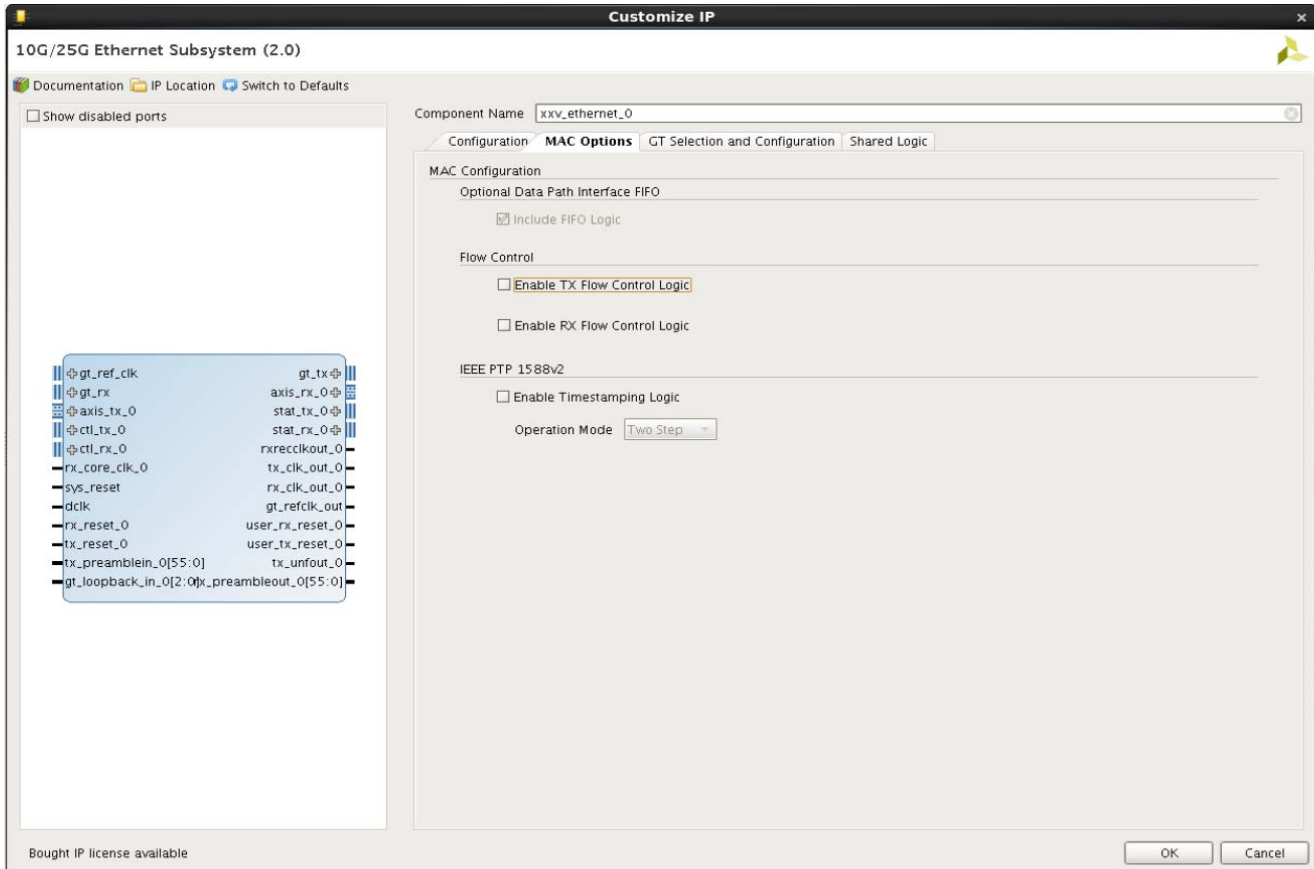 Customize IP
10G/25G Ethernet Subsystem (2.0)
Documentation IP Location Switch to Defaults
Show disabled ports
Component Name xxv_ethernet_0
Configuration MAC Options GT Selection and Configuration Shared Logic
MAC Configuration
Optional Data Path Interface FIFO
Include FIFO Logic
Flow Control
Enable TX Flow Control Logic
Enable RX Flow Control Logic
IEEE PTP 1588v2
Enable Timestamping Logic
Operation Mode Two Step
gt_ref_clk gt_tx
gt_rx axis_rx_0
axis_tx_0 stat_tx_0
ctl_tx_0 stat_rx_0
ctl_rx_0 rxrecclkout_0
rx_core_clk_0 tx_clk_out_0
sys_reset rx_clk_out_0
dclk gt_refclk_out
rx_reset_0 user_rx_reset_0
tx_reset_0 user_tx_reset_0
tx_preamblein_0[55:0] tx_unfout_0
gt_loopback_in_0[2:0] x_preambleout_0[55:0]
Bought IP license available
OK Cancel